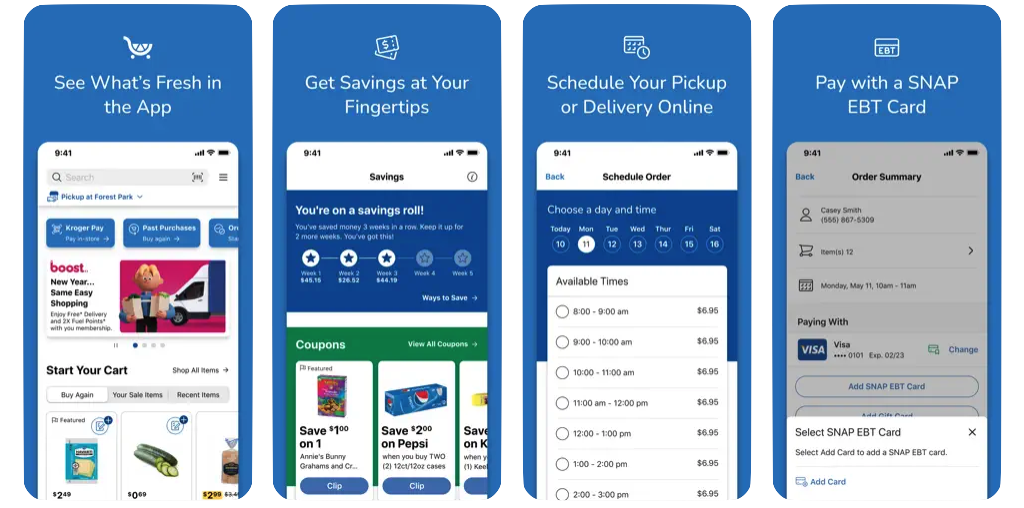 See What's Fresh in
the App
9:41
Search
Pickup at Forest Park
Kroger Pay
Pay in-store →
Past Purchases
Buy again →
Or
boost
New Year...
Same Easy
Shopping
Enjoy Free* Delivery
and 2X Fuel Points*
with you membership.
Start Your Cart
Shop All Items →
Buy Again
Your Sale Items
Recent Items
Featured
$2.49
$0.69
$2.99
Get Savings at Your
Fingertips
9:41
Savings
You're on a savings roll!
You've saved money 3 weeks in a row. Keep it up for
2 more weeks. You've got this!
Week 1
$45.15
Week 2
$26.52
Week 3
$44.19
Week 4
Week 5
Ways to Save →
Coupons
View All Coupons →
Featured
Save $1.00
on 1
Annie's Bunny
Grahams and Cr...
Clip
pepsi
Save $2.00
on Pepsi
when you buy TWO
(2) 12ct/12oz cases
Clip
Save
on K
when y
(1) Keel
Schedule Your Pickup
or Delivery Online
9:41
Back
Schedule Order
Choose a day and time
Today Mon Tue Wed Thur Fri Sat
10 11 12 13 14 15 16
Available Times
8:00 - 9:00 am $6.95
9:00 - 10:00 am $6.95
10:00 - 11:00 am $6.95
11:00 am - 12:00 pm $6.95
12:00 - 1:00 pm $6.95
1:00 - 2:00 pm $6.95
2:00 - 3:00 pm $6.95
EBT
Pay with a SNAP
EBT Card
9:41
Back
Order Summary
Casey Smith
(555) 867-5309
Item(s) 12
Monday, May 11, 10am - 11am
Paying With
VISA
Visa
•••• 0101 Exp. 02/23
Change
Add SNAP EBT Card
Add Gift Card
Select SNAP EBT Card
Select Add Card to add a SNAP EBT card.
Add Card